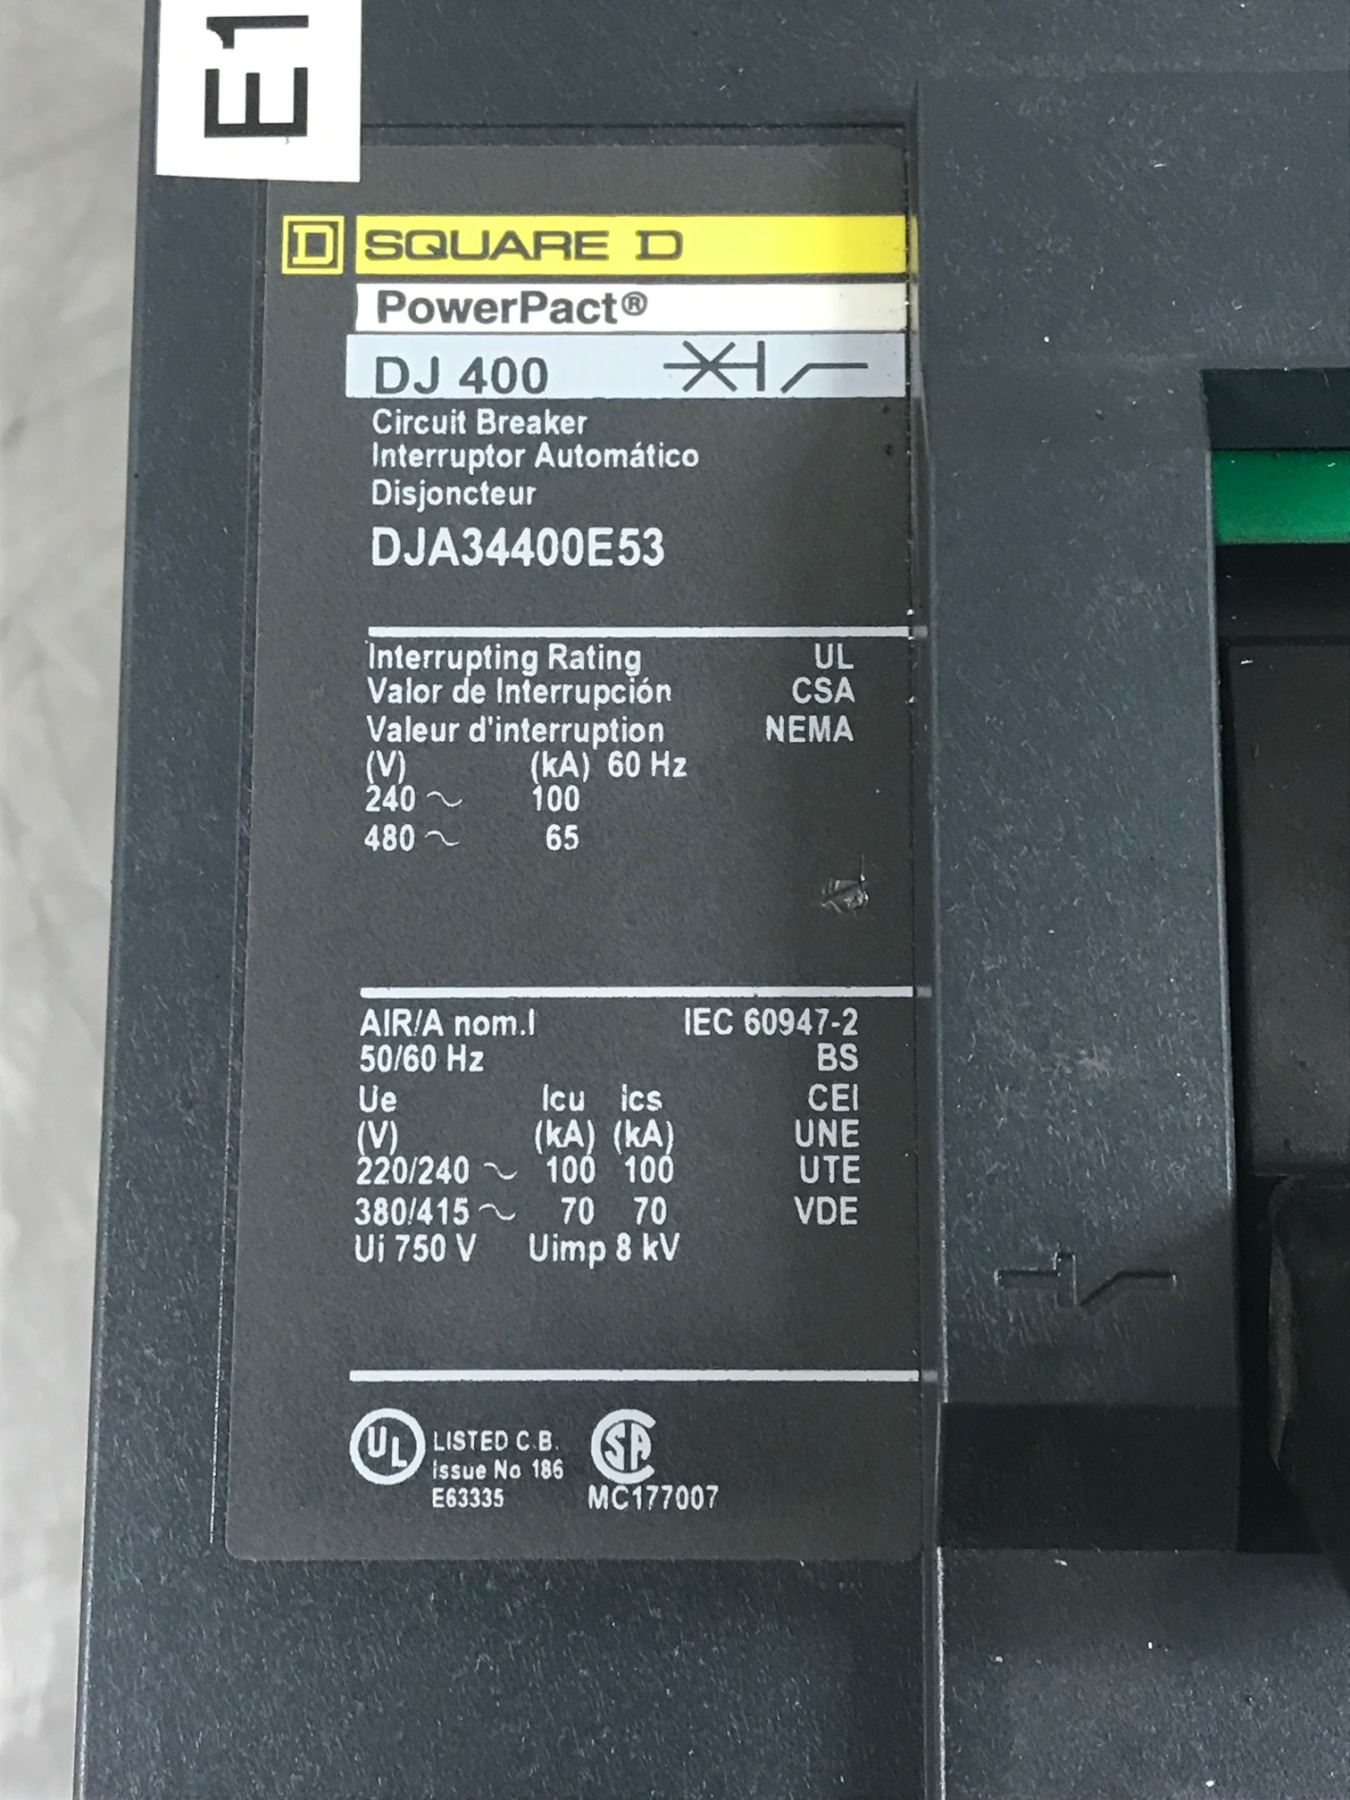 E1
SQUARE D
PowerPact®
DJ 400
Circuit Breaker
Interruptor Automático
Disjoncteur
DJA34400E53
Interrupting Rating UL
Valor de Interrupción CSA
Valeur d'interruption NEMA
(V) (kA) 60 Hz
240 ~ 100
480 ~ 65
AIR/A nom.I IEC 60947-2
50/60 Hz BS
Ue Icu ics CEI
(V) (kA) (kA) UNE
220/240 ~ 100 100 UTE
380/415 ~ 70 70 VDE
Ui 750 V Uimp 8 kV
UL LISTED C.B. SA
Issue No 186
E63335 MC177007